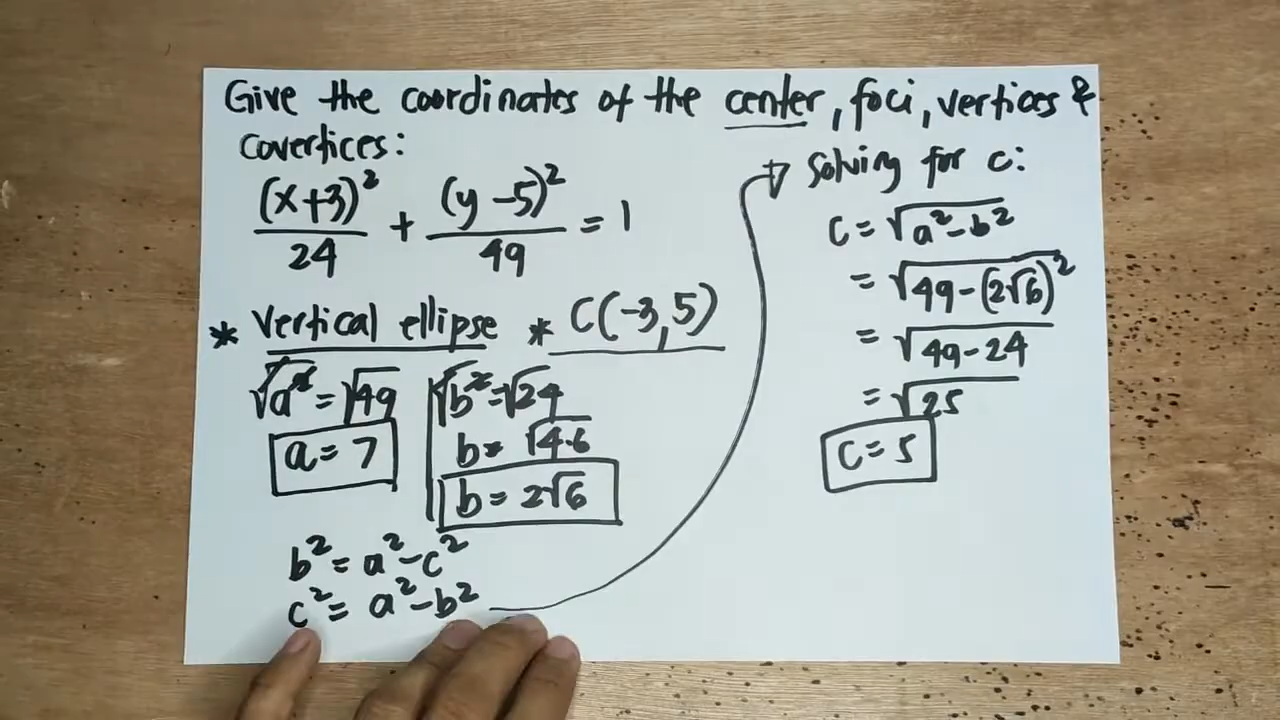 Give the coordinates of the center, foci, vertices &
covertices:
(x+3)²/24 + (y-5)²/49 = 1
* Vertical ellipse * C(-3,5)
√a² = √49
a = 7
√b² = √24
b = √4·6
b = 2√6
b² = a² - c²
c² = a² - b²
Solving for c:
c = √a² - b²
= √49 - (2√6)²
= √49 - 24
= √25
c = 5